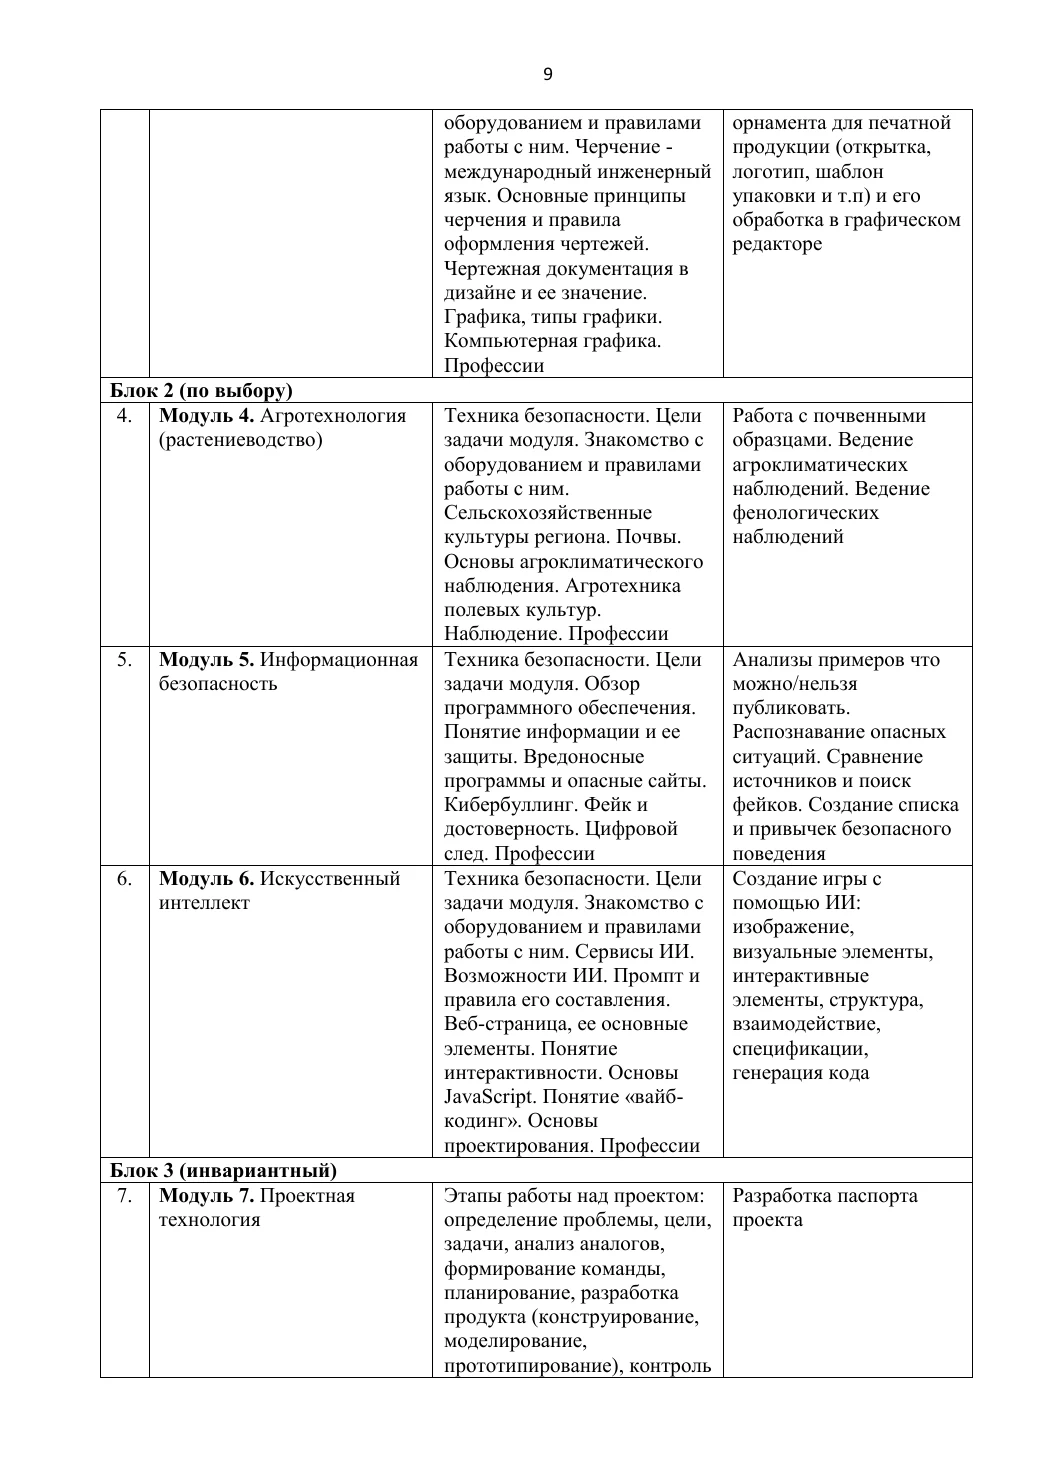 9
оборудованием и правилами
работы с ним. Черчение -
международный инженерный
язык. Основные принципы
черчения и правила
оформления чертежей.
Чертежная документация в
дизайне и ее значение.
Графика, типы графики.
Компьютерная графика.
Профессии
орнамента для печатной
продукции (открытка,
логотип, шаблон
упаковки и т.п) и его
обработка в графическом
редакторе
Блок 2 (по выбору)
4.
Модуль 4. Агротехнология
(растениеводство)
Техника безопасности. Цели
задачи модуля. Знакомство с
оборудованием и правилами
работы с ним.
Сельскохозяйственные
культуры региона. Почвы.
Основы агроклиматического
наблюдения. Агротехника
полевых культур.
Наблюдение. Профессии
Работа с почвенными
образцами. Ведение
агроклиматических
наблюдений. Ведение
фенологических
наблюдений
5.
Модуль 5. Информационная
безопасность
Техника безопасности. Цели
задачи модуля. Обзор
программного обеспечения.
Понятие информации и ее
защиты. Вредоносные
программы и опасные сайты.
Кибербуллинг. Фейк и
достоверность. Цифровой
след. Профессии
Анализы примеров что
можно/нельзя
публиковать.
Распознавание опасных
ситуаций. Сравнение
источников и поиск
фейков. Создание списка
и привычек безопасного
поведения
6.
Модуль 6. Искусственный
интеллект
Техника безопасности. Цели
задачи модуля. Знакомство с
оборудованием и правилами
работы с ним. Сервисы ИИ.
Возможности ИИ. Промпт и
правила его составления.
Веб-страница, ее основные
элементы. Понятие
интерактивности. Основы
JavaScript. Понятие «вайб-
кодинг». Основы
проектирования. Профессии
Создание игры с
помощью ИИ:
изображение,
визуальные элементы,
интерактивные
элементы, структура,
взаимодействие,
спецификации,
генерация кода
Блок 3 (инвариантный)
7.
Модуль 7. Проектная
технология
Этапы работы над проектом:
определение проблемы, цели,
задачи, анализ аналогов,
формирование команды,
планирование, разработка
продукта (конструирование,
моделирование,
прототипирование), контроль
Разработка паспорта
проекта